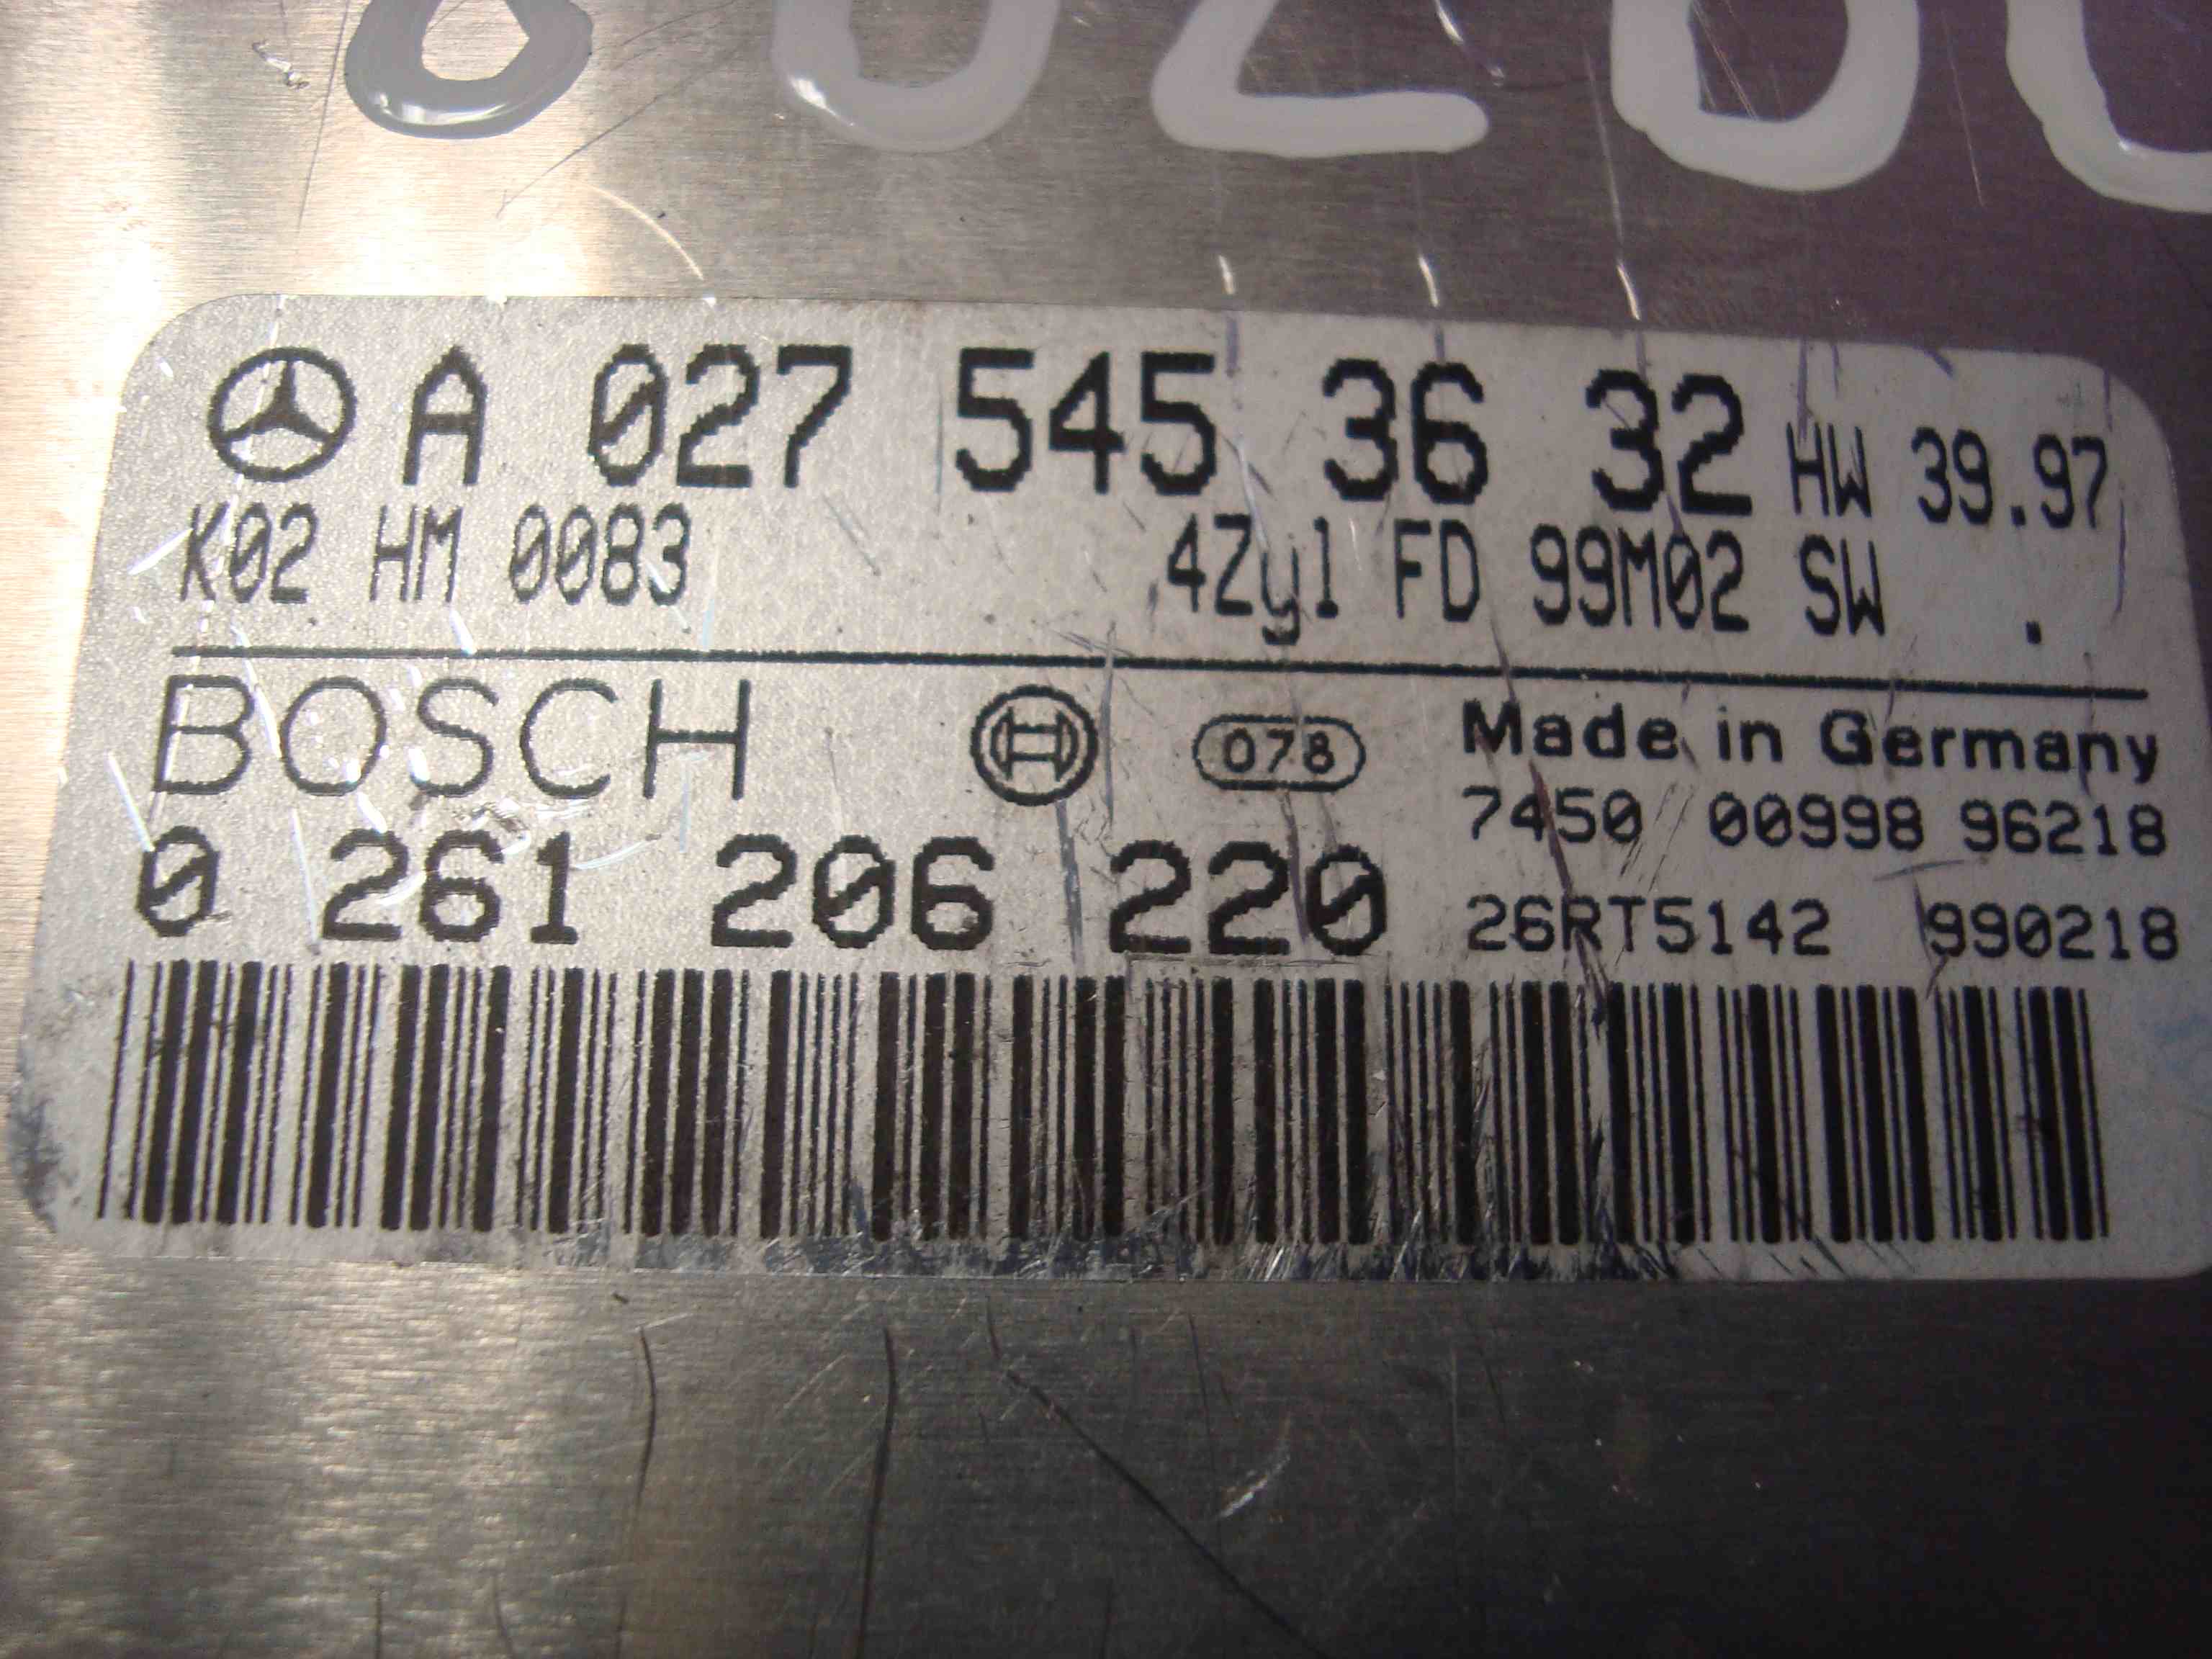 A 027 545 36 32 HW 39.97
K02 HM 0083 4Zyl FD 99M02 SW .
BOSCH 078 Made in Germany
7450 00998 96218
0 261 206 220 26RT5142 990218